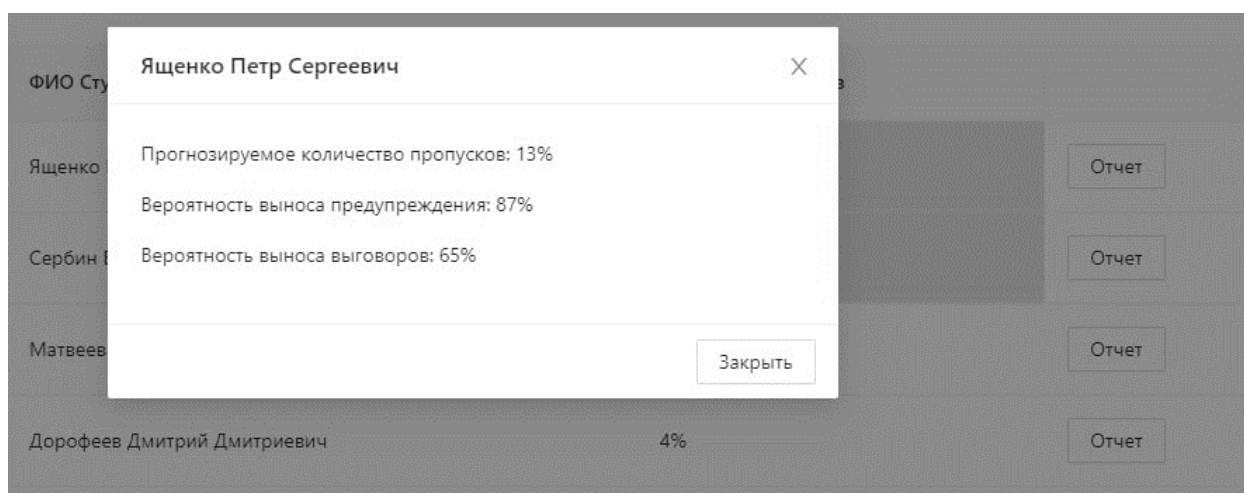 Ященко Петр Сергеевич
ФИО Сту
в
Прогнозируемое количество пропусков: 13%
Ященко
Отчет
Вероятность выноса предупреждения: 87%
Сербин
Вероятность выноса выговоров: 65%
Отчет
Матвеев
Закрыть
Отчет
Дорофеев Дмитрий Дмитриевич 4% Отчет